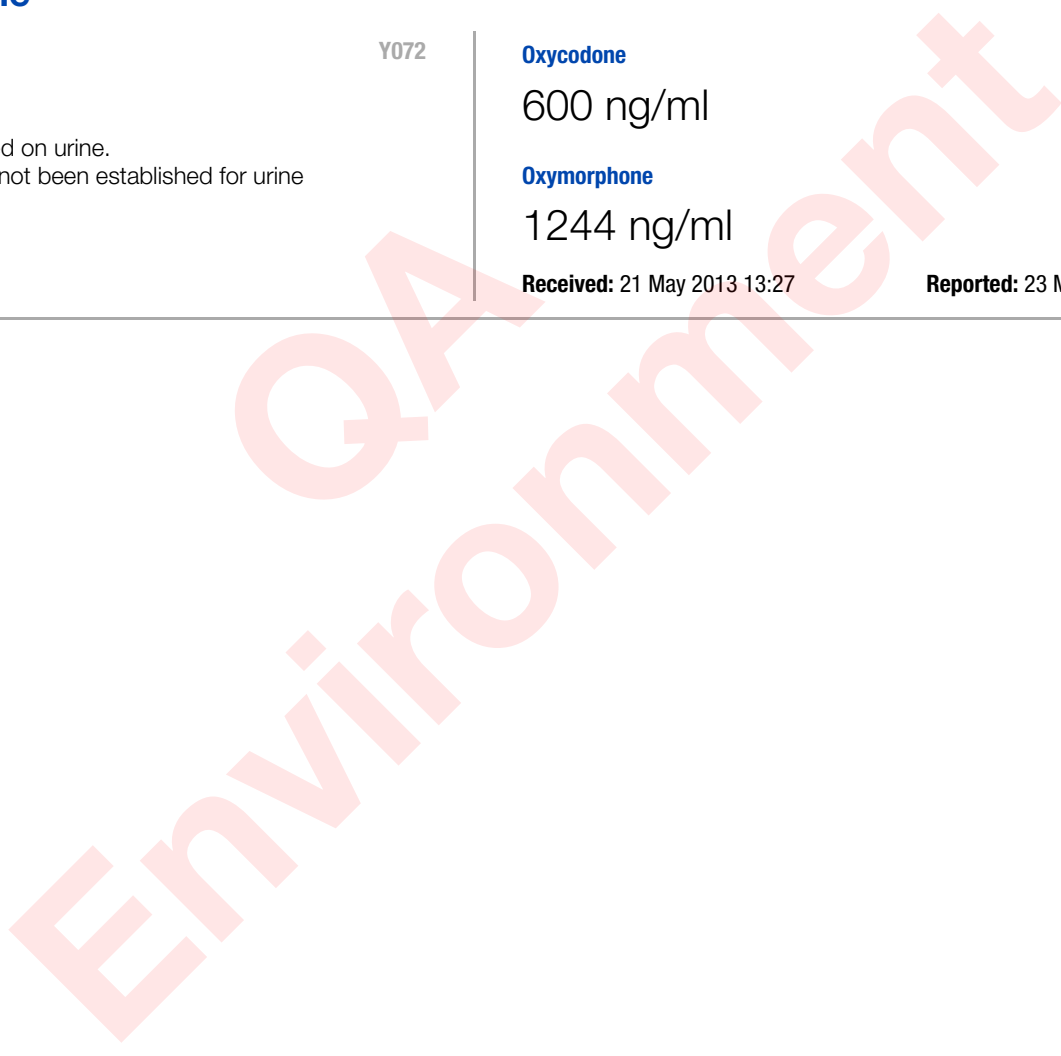 Y072
d on urine.
not been established for urine
Oxycodone
600 ng/ml
Oxymorphone
1244 ng/ml
Received: 21 May 2013 13:27 Reported: 23 M
QA
Environment